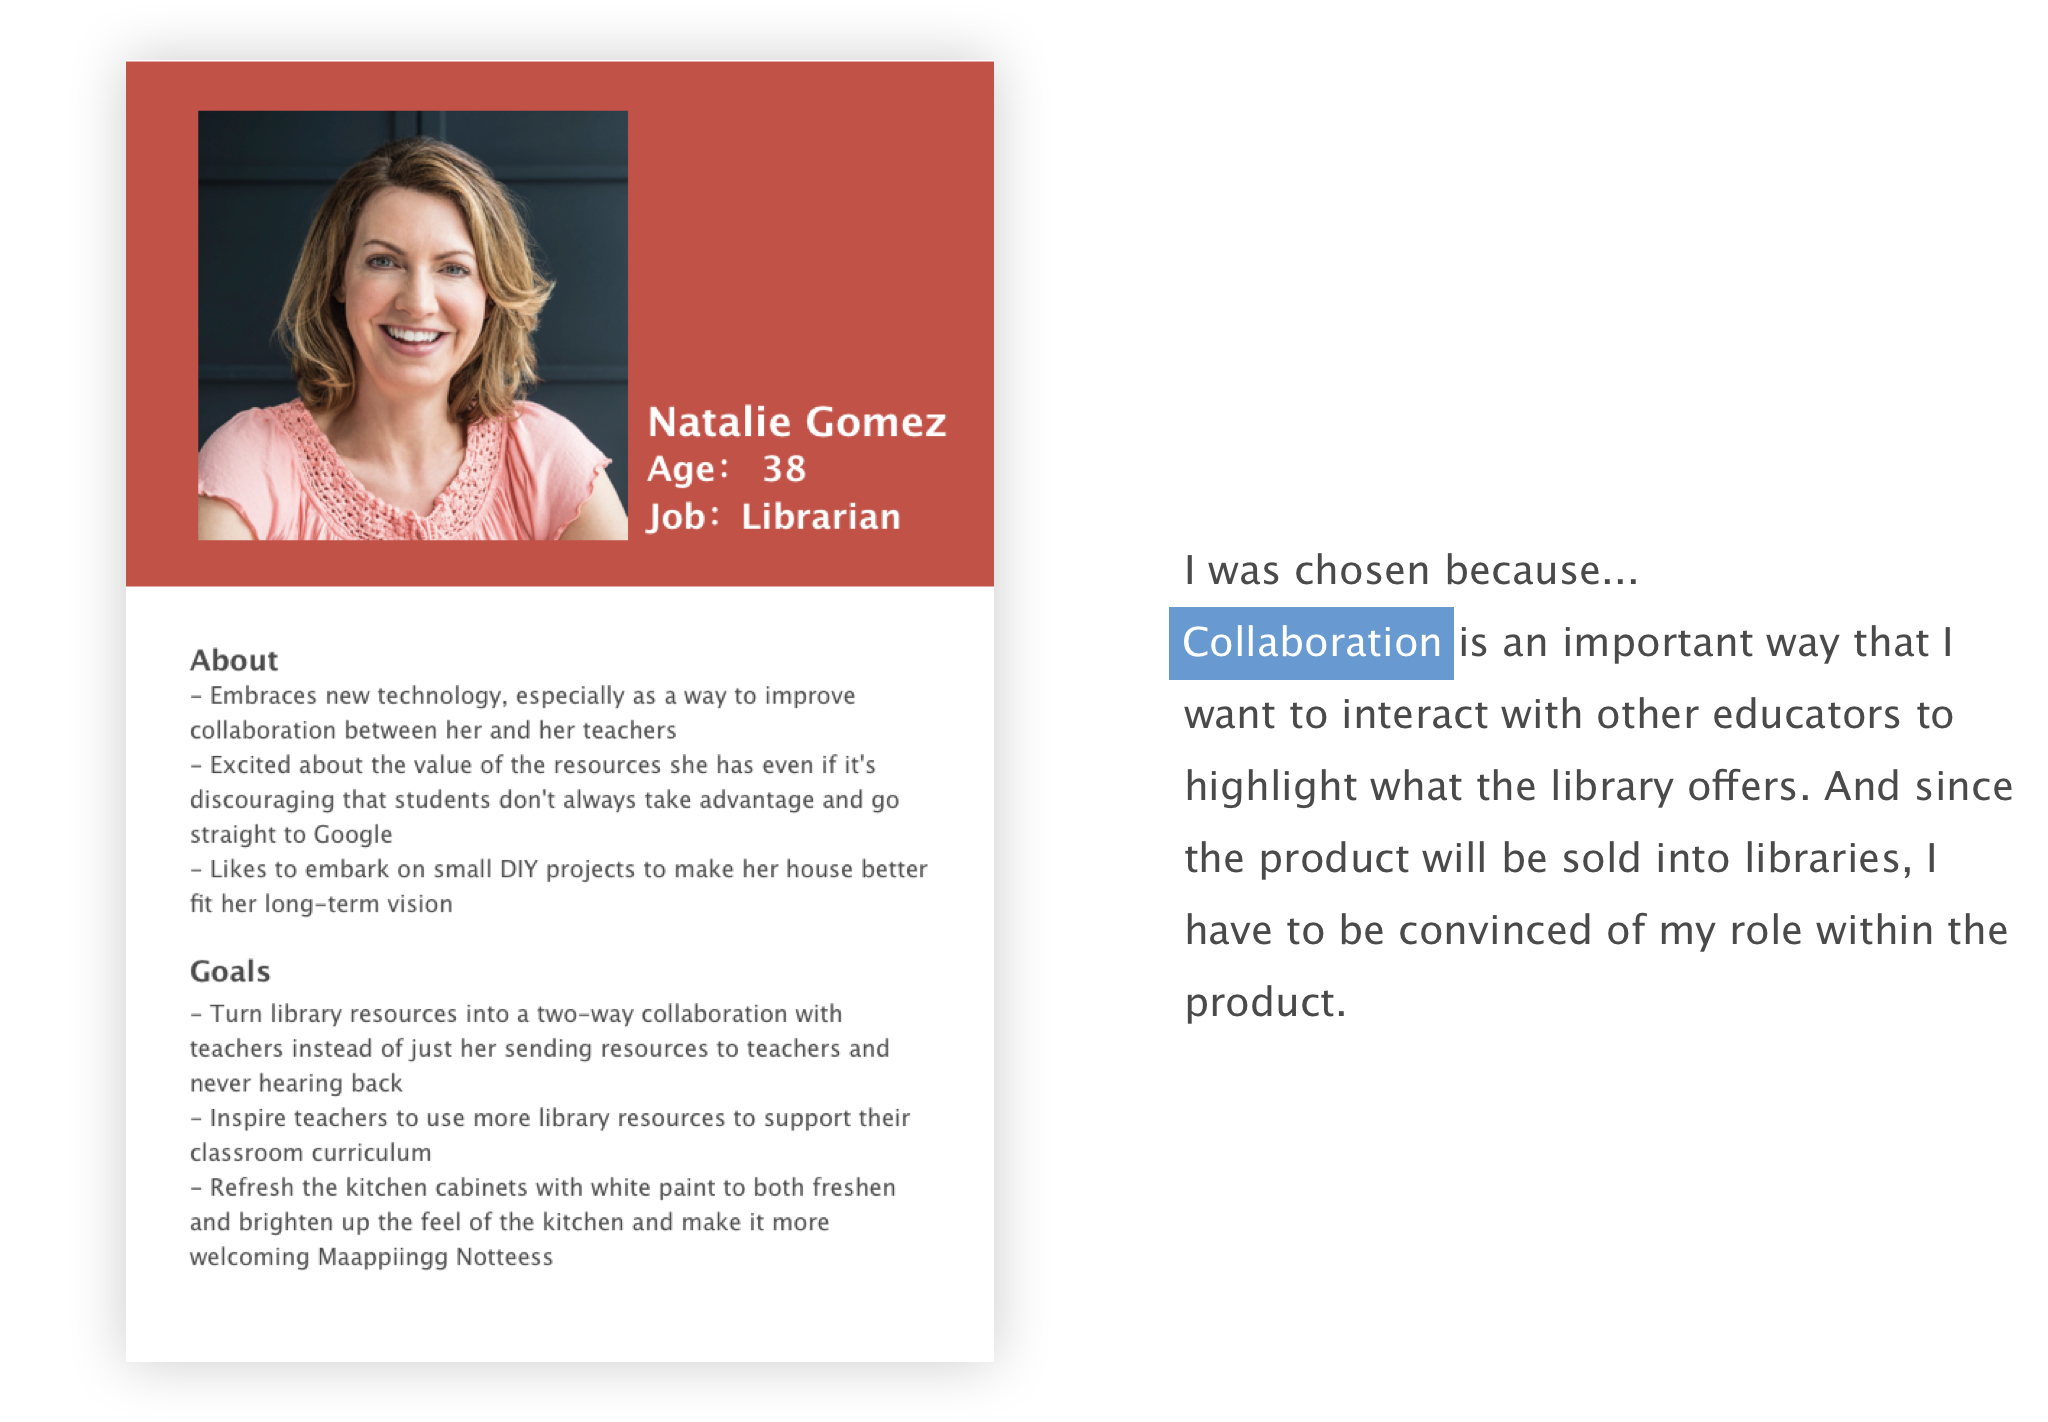 Natalie Gomez
Age: 38
Job: Librarian
About
- Embraces new technology, especially as a way to improve
collaboration between her and her teachers
- Excited about the value of the resources she has even if it's
discouraging that students don't always take advantage and go
straight to Google
- Likes to embark on small DIY projects to make her house better
fit her long-term vision
Goals
- Turn library resources into a two-way collaboration with
teachers instead of just her sending resources to teachers and
never hearing back
- Inspire teachers to use more library resources to support their
classroom curriculum
- Refresh the kitchen cabinets with white paint to both freshen
and brighten up the feel of the kitchen and make it more
welcoming Maappiingg Notteess
I was chosen because...
Collaboration is an important way that I
want to interact with other educators to
highlight what the library offers. And since
the product will be sold into libraries, I
have to be convinced of my role within the
product.